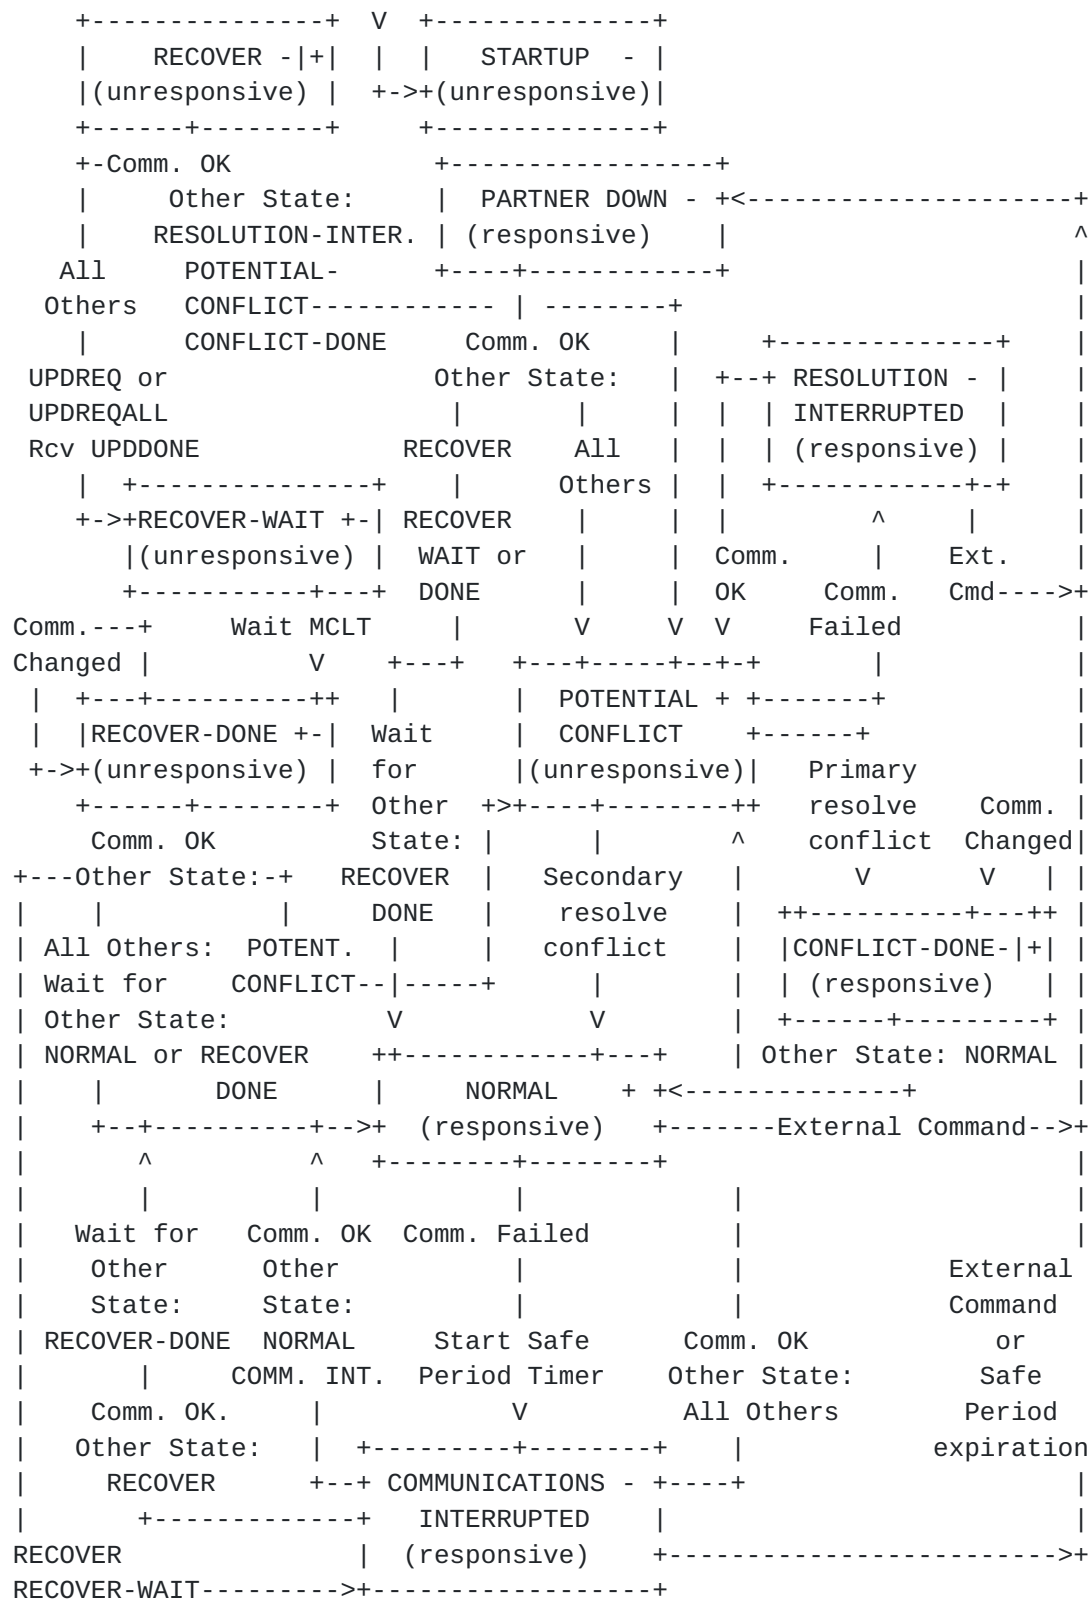 +---------------+  V  +--------------+
    |    RECOVER -|+|  |  |   STARTUP  - |
    |(unresponsive) |  +->+(unresponsive)|
    +------+--------+     +--------------+
    +-Comm. OK             +-----------------+
    |     Other State:     |  PARTNER DOWN - +<---------------------+
    |    RESOLUTION-INTER. | (responsive)    |                      ^
   All     POTENTIAL-      +----+------------+                      |
  Others   CONFLICT------------ | --------+                         |
    |      CONFLICT-DONE     Comm. OK     |     +--------------+    |
 UPDREQ or                 Other State:   |  +--+ RESOLUTION - |    |
 UPDREQALL                  |       |     |  |  | INTERRUPTED  |    |
 Rcv UPDDONE             RECOVER    All   |  |  | (responsive) |    |
    |  +---------------+    |      Others |  |  +------------+-+    |
    +->+RECOVER-WAIT +-| RECOVER    |     |  |         ^     |      |
       |(unresponsive) |  WAIT or   |     |  Comm.     |    Ext.    |
       +-----------+---+  DONE      |     |  OK     Comm.   Cmd---->+
Comm.---+     Wait MCLT     |       V     V  V     Failed           |
Changed |          V    +---+   +---+-----+--+-+       |            |
 |  +---+----------++   |       |  POTENTIAL + +-------+            |
 |  |RECOVER-DONE +-|  Wait     |  CONFLICT    +------+             |
 +->+(unresponsive) |  for      |(unresponsive)|   Primary          |
    +------+--------+  Other  +>+----+--------++   resolve    Comm. |
     Comm. OK          State: |      |        ^    conflict  Changed|
+---Other State:-+   RECOVER  |   Secondary   |       V       V   | |
|    |           |     DONE   |    resolve    |  ++----------+---++ |
| All Others:  POTENT.  |     |   conflict    |  |CONFLICT-DONE-|+| |
| Wait for    CONFLICT--|-----+      |        |  | (responsive)   | |
| Other State:          V            V        |  +------+---------+ |
| NORMAL or RECOVER    ++------------+---+    | Other State: NORMAL |
|    |       DONE      |     NORMAL    + +<--------------+          |
|    +--+----------+-->+  (responsive)   +-------External Command-->+
|       ^          ^   +--------+--------+                          |
|       |          |            |             |                     |
|   Wait for   Comm. OK  Comm. Failed         |                     |
|    Other      Other           |             |             External
|    State:     State:          |             |             Command
| RECOVER-DONE  NORMAL     Start Safe      Comm. OK            or
|       |     COMM. INT.  Period Timer    Other State:        Safe
|    Comm. OK.     |            V          All Others        Period
|   Other State:   |  +---------+--------+    |            expiration
|     RECOVER      +--+ COMMUNICATIONS - +----+                     |
|       +-------------+   INTERRUPTED    |                          |
RECOVER               |  (responsive)    +------------------------->+
RECOVER-WAIT--------->+------------------+